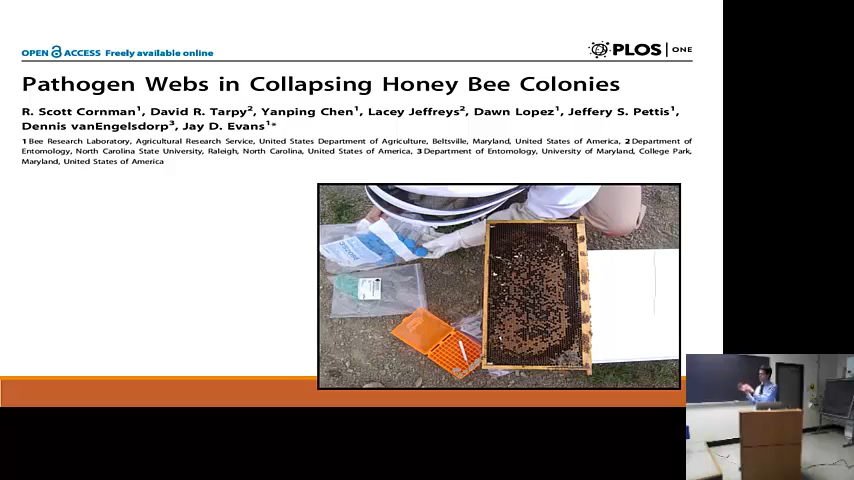 OPEN ACCESS Freely available online
PLOS ONE
Pathogen Webs in Collapsing Honey Bee Colonies
R. Scott Cornman1, David R. Tarpy2, Yanping Chen1, Lacey Jeffreys2, Dawn Lopez1, Jeffery S. Pettis1,
Dennis vanEngelsdorp3, Jay D. Evans1*
1 Bee Research Laboratory, Agricultural Research Service, United States Department of Agriculture, Beltsville, Maryland, United States of America, 2 Department of
Entomology, North Carolina State University, Raleigh, North Carolina, United States of America, 3 Department of Entomology, University of Maryland, College Park,
Maryland, United States of America